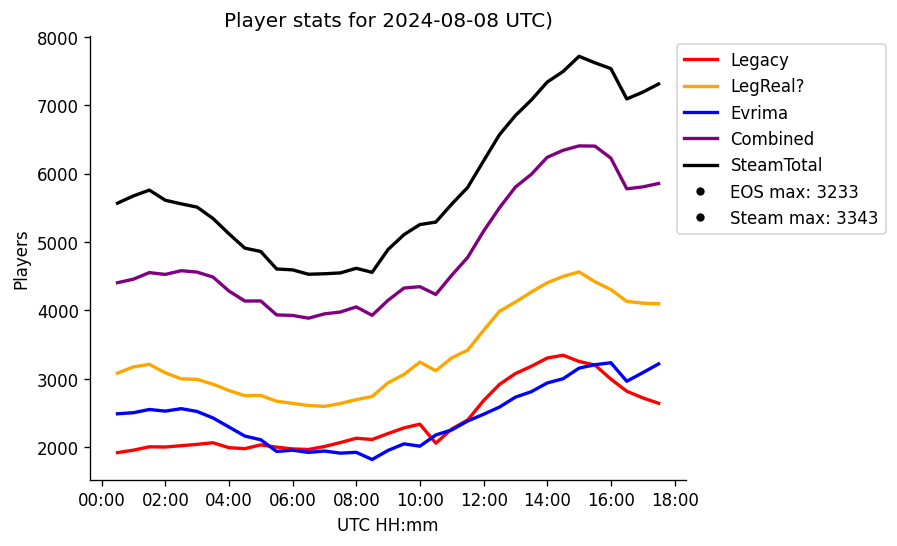 Player stats for 2024-08-08 UTC)
8000
7000
6000
5000
4000
3000
2000
Players
00:00 02:00 04:00 06:00 08:00 10:00 12:00 14:00 16:00 18:00
UTC HH:mm
Legacy
LegReal?
Evrima
Combined
SteamTotal
EOS max: 3233
Steam max: 3343